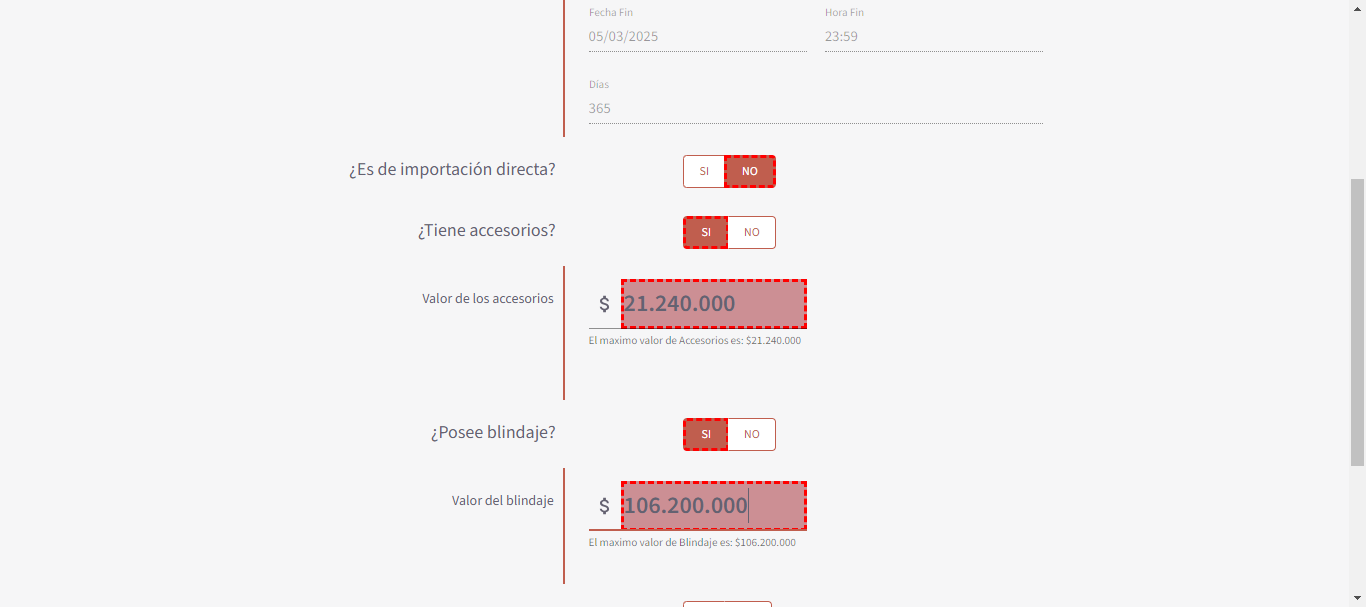 Fecha Fin Hora Fin
05/03/2025 23:59
Días
365
¿Es de importación directa? SI NO
¿Tiene accesorios? SI NO
Valor de los accesorios $ 21.240.000
El maximo valor de Accesorios es: $21.240.000
¿Posee blindaje? SI NO
Valor del blindaje $ 106.200.000
El maximo valor de Blindaje es: $106.200.000